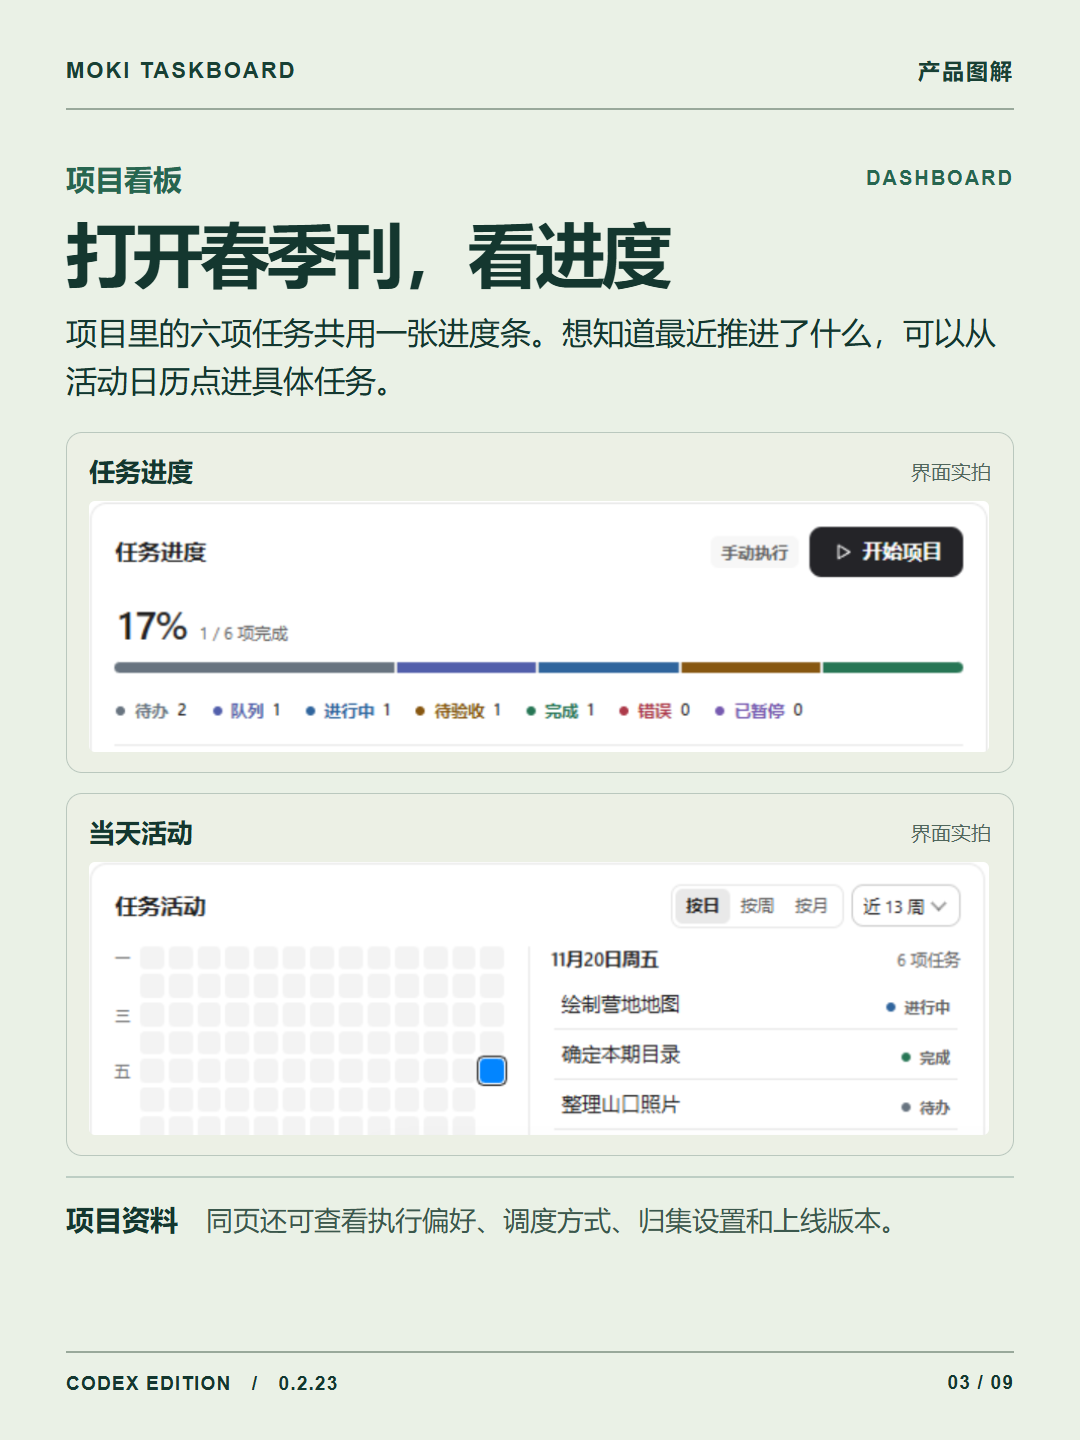 MOKI TASKBOARD
产品图解
项目看板
DASHBOARD
打开春季刊，看进度
项目里的六项任务共用一张进度条。想知道最近推进了什么，可以从
活动日历点进具体任务。
任务进度
界面实拍
任务进度
手动执行
开始项目
17% 1 / 6 项完成
待办 2 队列 1 进行中 1 待验收 1 完成 1 错误 0 已暂停 0
当天活动
界面实拍
任务活动
按日 按周 按月
近 13 周
一
三
五
11月20日周五
6 项任务
绘制营地地图
进行中
确定本期目录
完成
整理山口照片
待办
项目资料 同页还可查看执行偏好、调度方式、归集设置和上线版本。
CODEX EDITION / 0.2.23
03 / 09